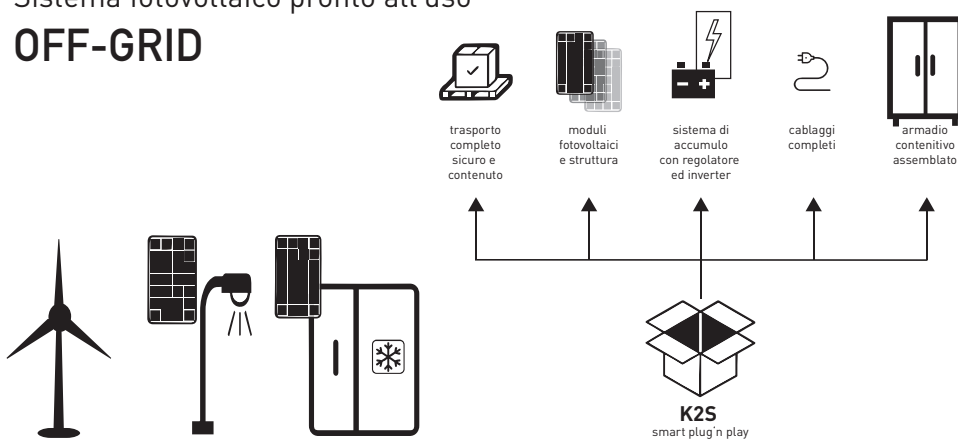 Sistema fotovoltaico pronto all'uso
OFF-GRID
trasporto
completo
sicuro e
contenuto
moduli
fotovoltaici
e struttura
sistema di
accumulo
con regolatore
ed inverter
cablaggi
completi
armadio
contenitivo
assemblato
K2S
smart plug'n play